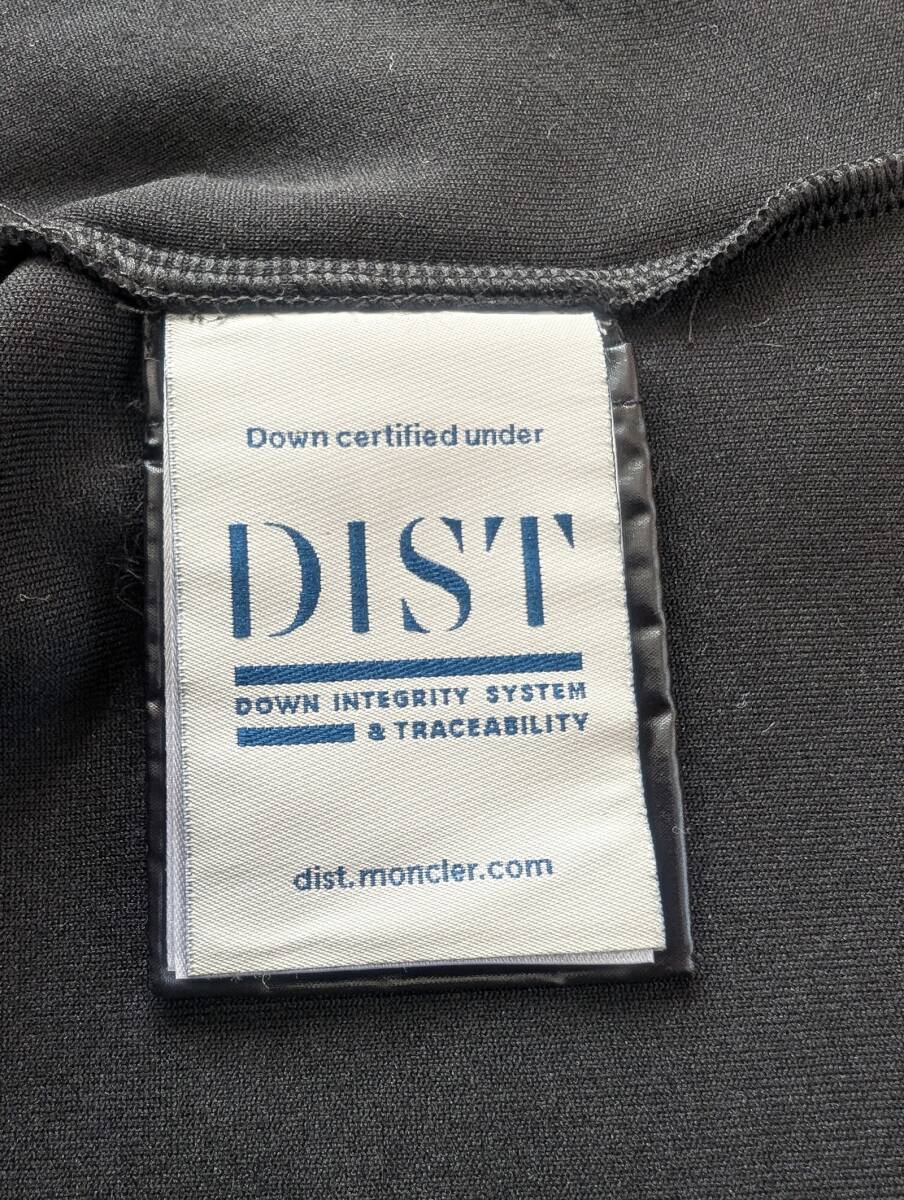 Down certified under
DIST
DOWN INTEGRITY SYSTEM
& TRACEABILITY
dist.moncler.com